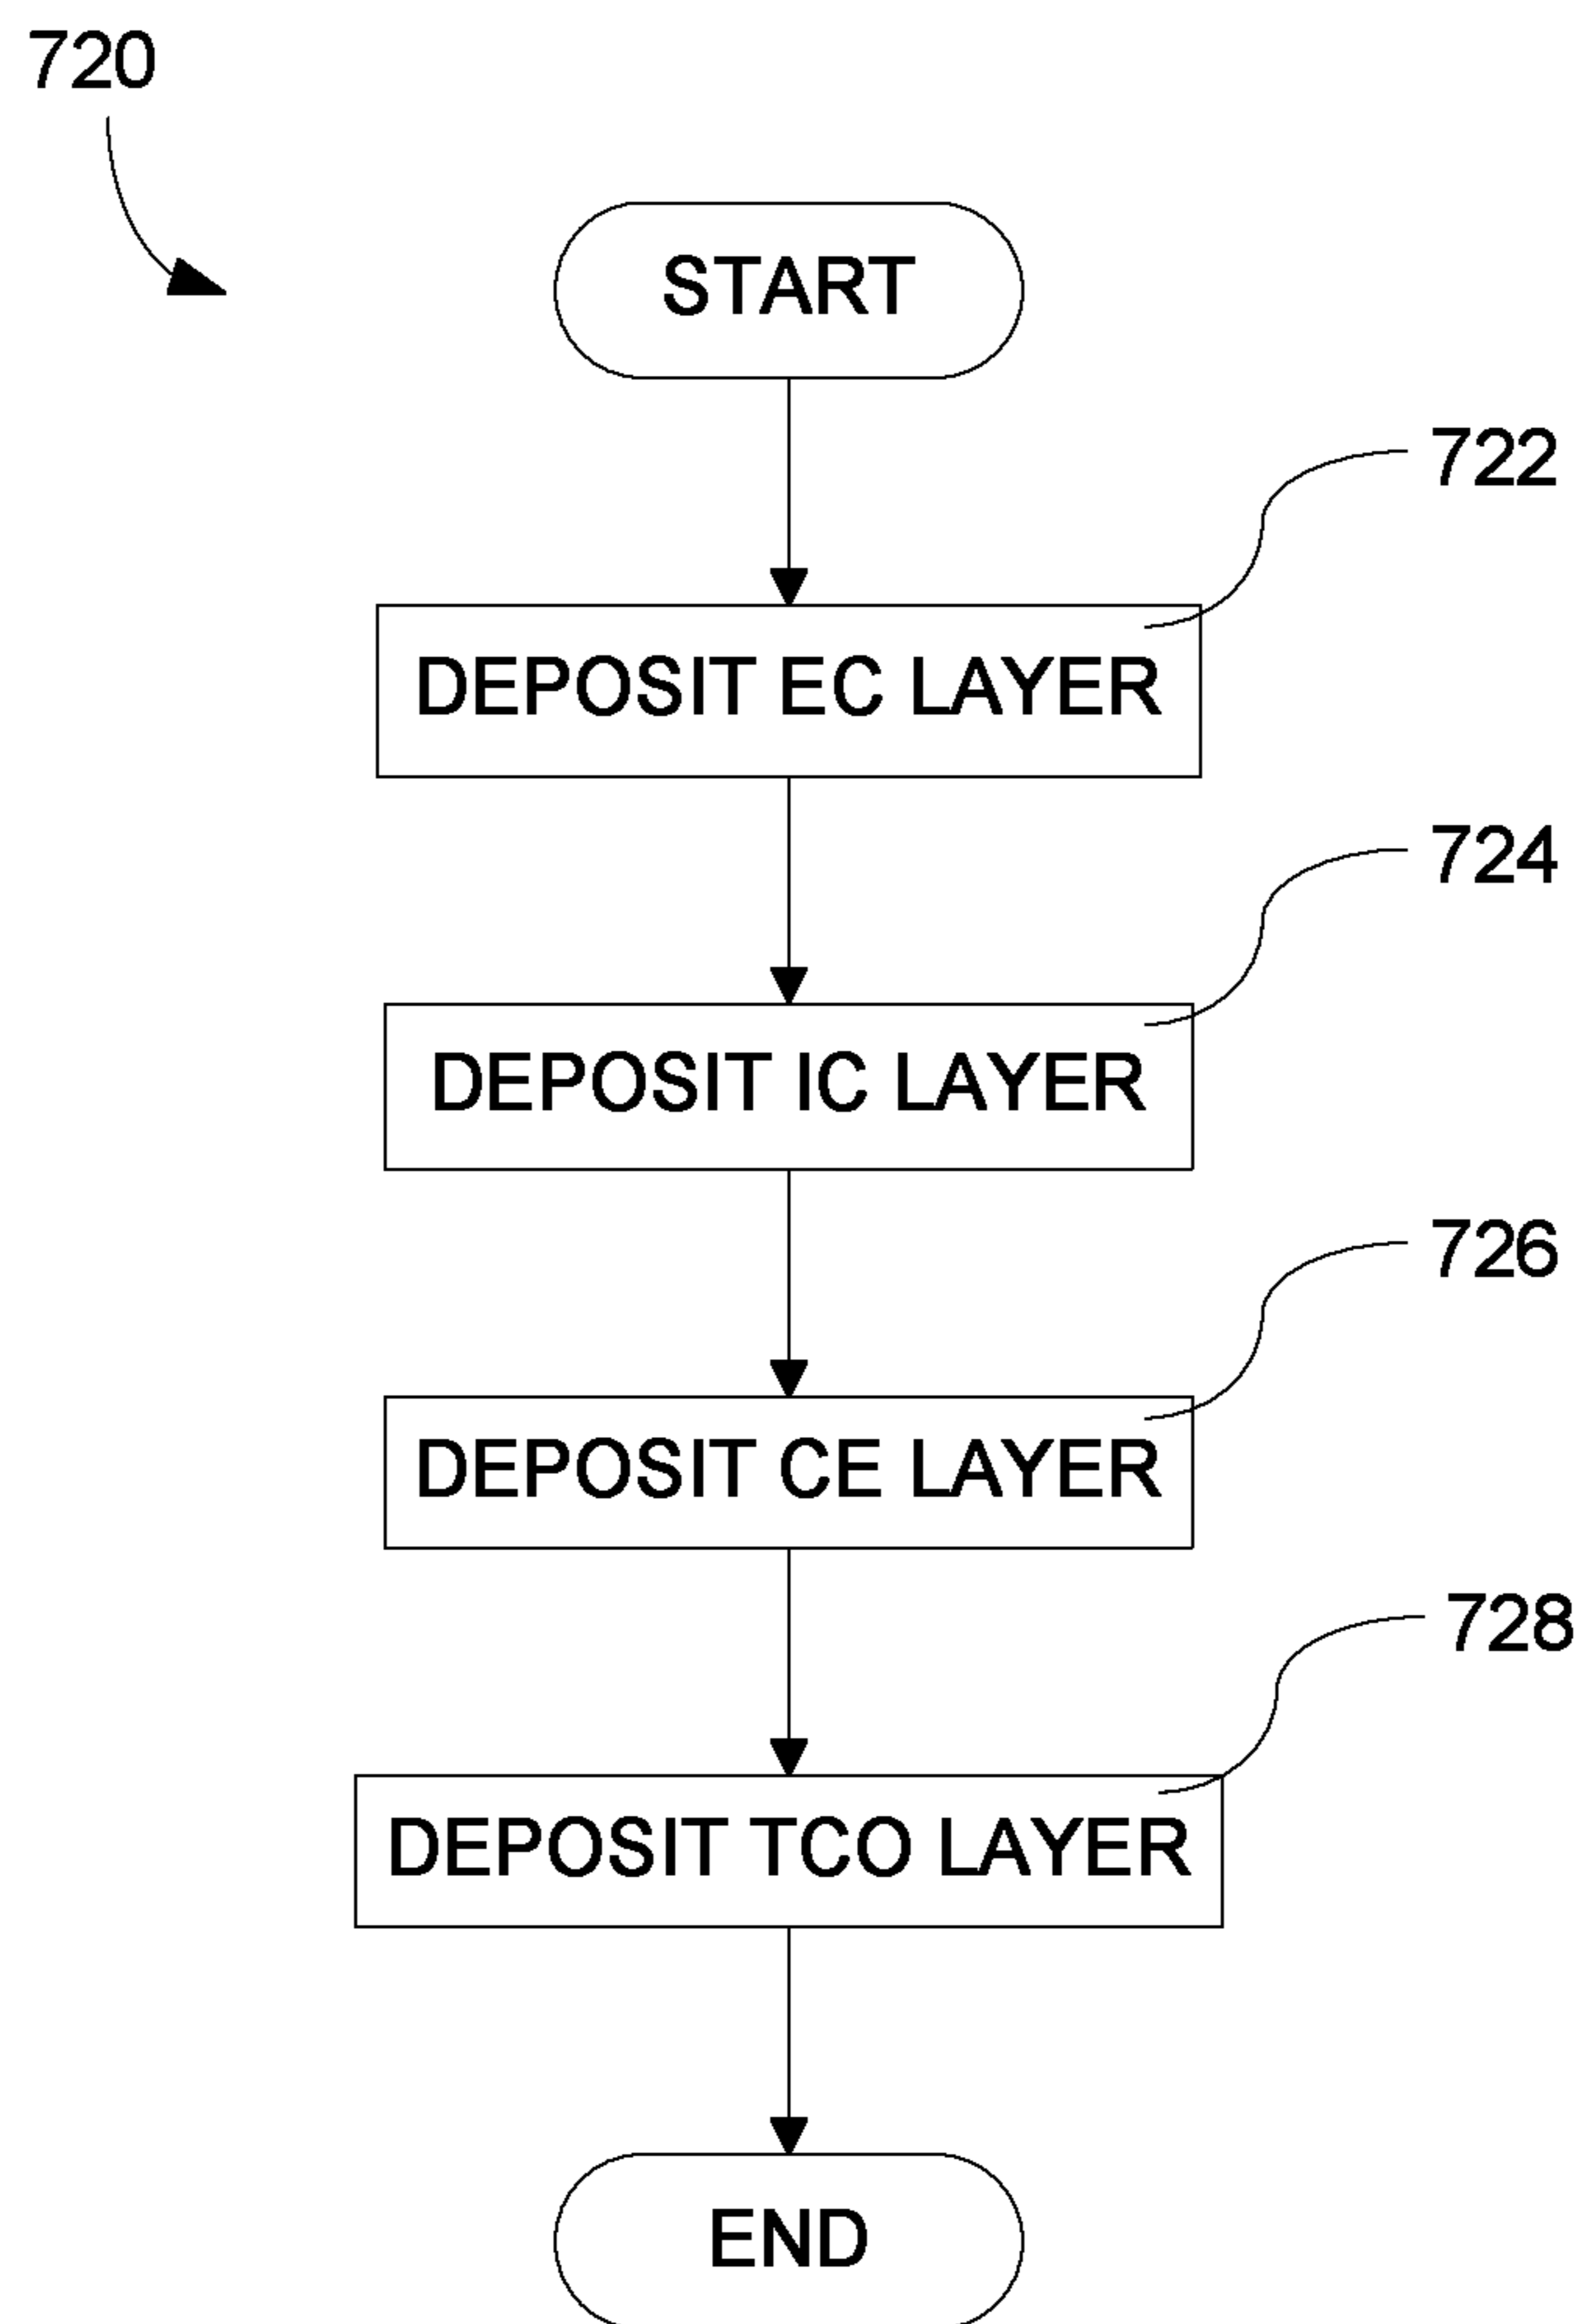 720
START
722
DEPOSIT EC LAYER
724
DEPOSIT IC LAYER
726
DEPOSIT CE LAYER
728
DEPOSIT TCO LAYER
END